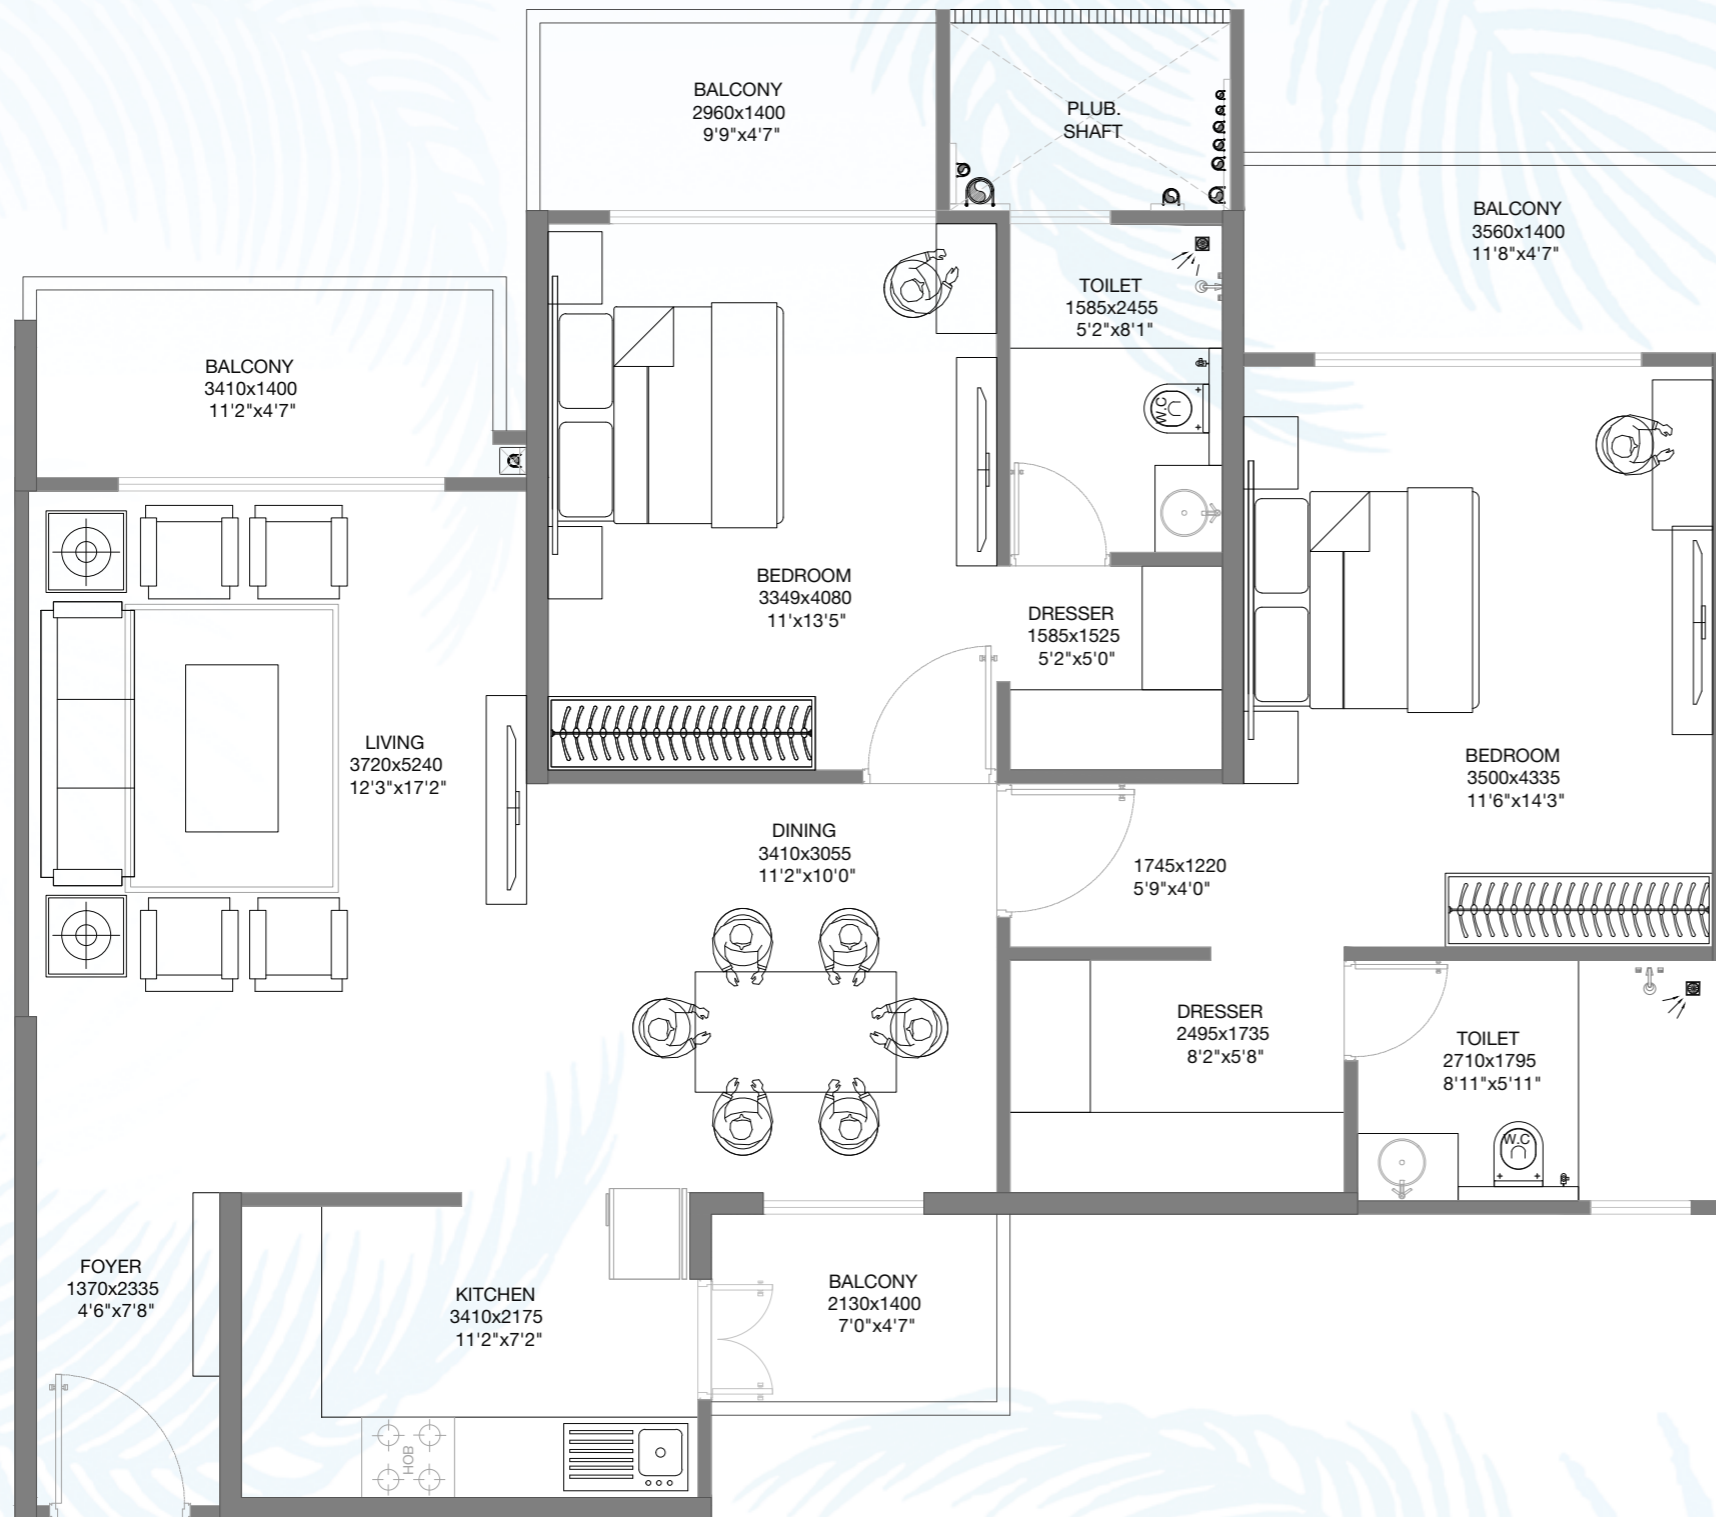 BALCONY
2960x1400
9'9"x4'7"
PLUB.
SHAFT
BALCONY
3560x1400
11'8"x4'7"
BALCONY
3410x1400
11'2"x4'7"
TOILET
1585x2455
5'2"x8'1"
W.C
BEDROOM
3349x4080
11'x13'5"
DRESSER
1585x1525
5'2"x5'0"
LIVING
3720x5240
12'3"x17'2"
BEDROOM
3500x4335
11'6"x14'3"
DINING
3410x3055
11'2"x10'0"
1745x1220
5'9"x4'0"
DRESSER
2495x1735
8'2"x5'8"
TOILET
2710x1795
8'11"x5'11"
W.C
FOYER
1370x2335
4'6"x7'8"
KITCHEN
3410x2175
11'2"x7'2"
BALCONY
2130x1400
7'0"x4'7"
HOB